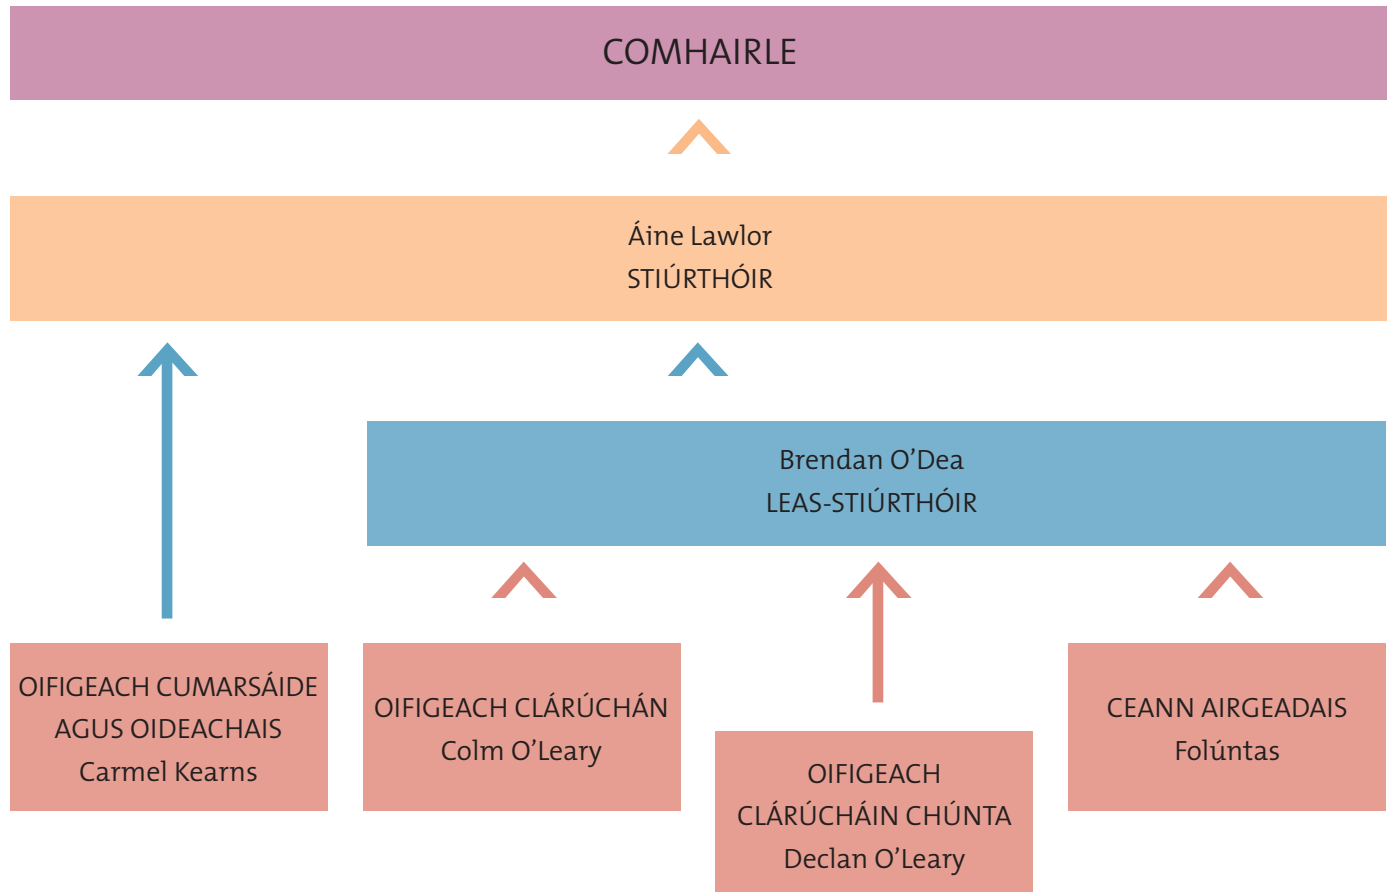 COMHAIRLE
Áine Lawlor
STIÚRTHÓIR
Brendan O’Dea
LEAS-STIÚRTHÓIR
OIFIGEACH CUMARSÁIDE
AGUS OIDEACHAIS
Carmel Kearns
OIFIGEACH CLÁRÚCHÁN
Colm O’Leary
OIFIGEACH
CLÁRÚCHÁIN CHÚNTA
Declan O’Leary
CEANN AIRGEADAIS
Folúntas